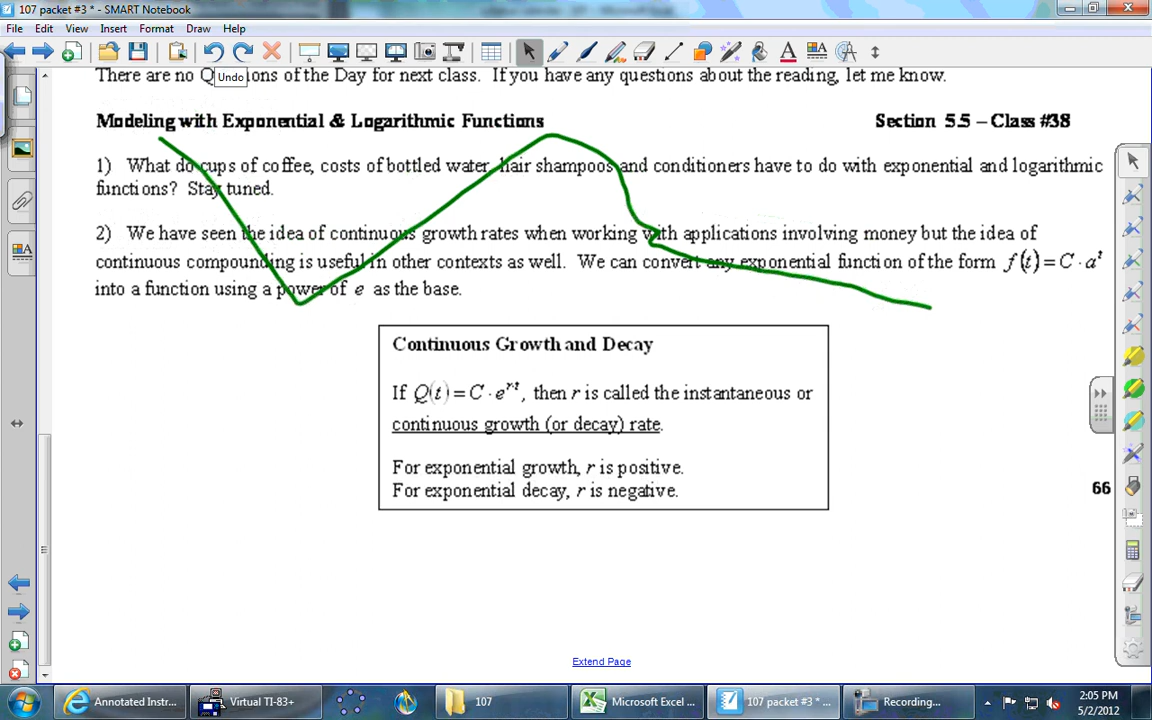 107 packet #3 * - SMART Notebook
File Edit View Insert Format Draw Help
There are no Q ions of the Day for next class. If you have any questions about the reading, let me know.
Undo
Modeling with Exponential & Logarithmic Functions Section 5.5 – Class #38
1) What do cups of coffee, costs of bottled water, hair shampoos and conditioners have to do with exponential and logarithmic
functions? Stay tuned.
2) We have seen the idea of continuous growth rates when working with applications involving money but the idea of
continuous compounding is useful in other contexts as well. We can convert any exponential function of the form f(t) = C · a^t
into a function using a power of e as the base.
Continuous Growth and Decay
If Q(t) = C · e^{r·t}, then r is called the instantaneous or
continuous growth (or decay) rate.
For exponential growth, r is positive.
For exponential decay, r is negative.
66
Extend Page
Annotated Instr... Virtual TI-83+ 107 Microsoft Excel ... 107 packet #3 * ... Recording...
2:05 PM
5/2/2012